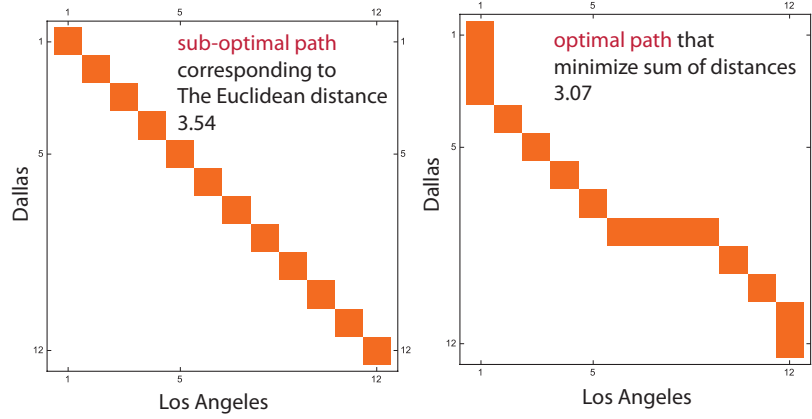 1
5
12
1
5
12
1
5
12
sub-optimal path
corresponding to
The Euclidean distance
3.54
Dallas
1
5
12
Los Angeles
1
5
12
1
5
12
optimal path that
minimize sum of distances
3.07
Dallas
1
5
12
Los Angeles